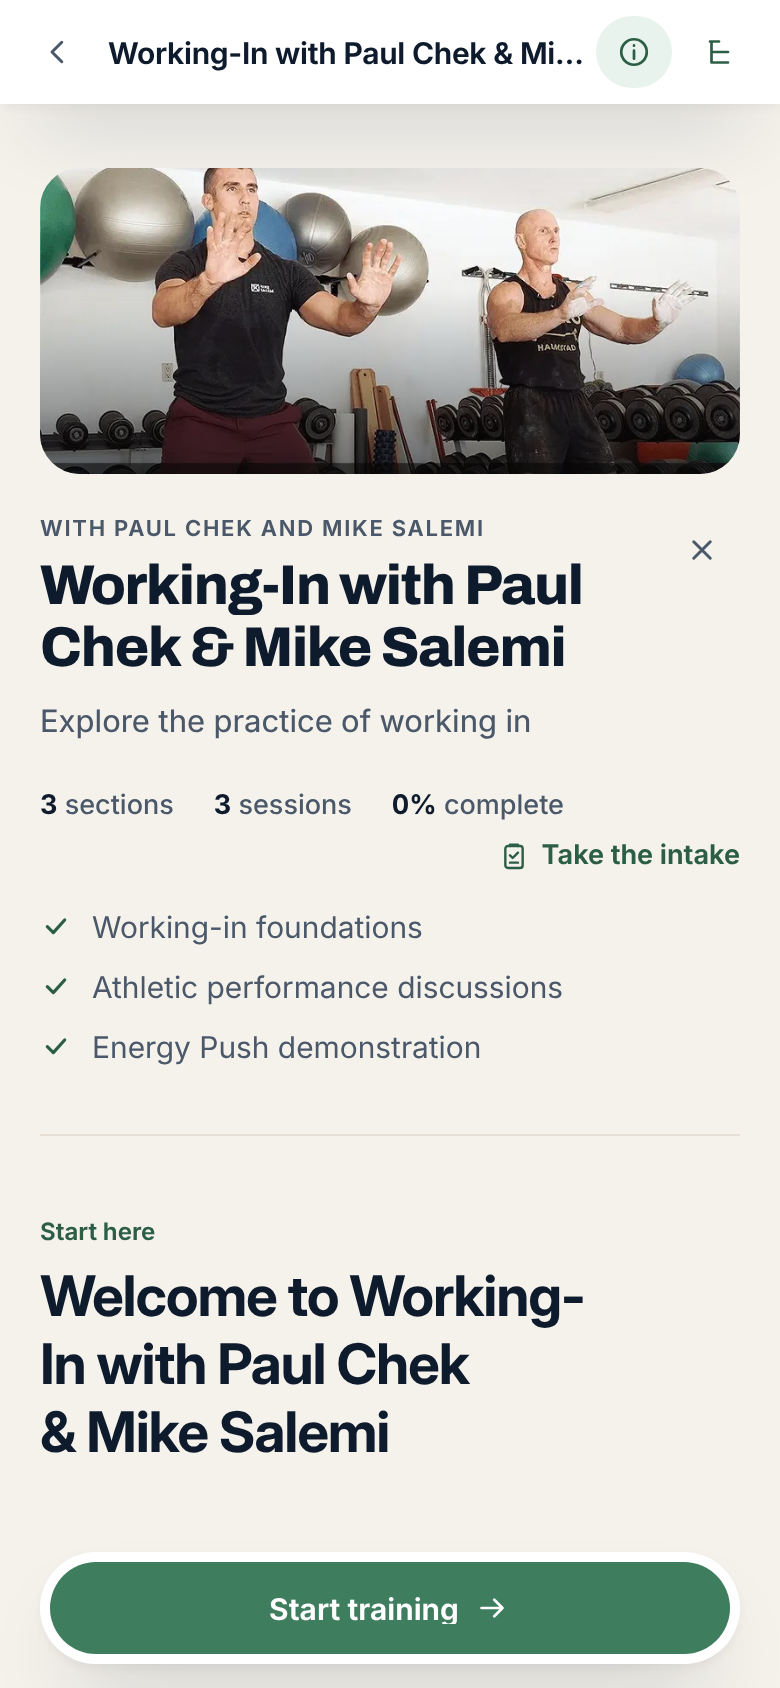 Working-In with Paul Chek & Mi...
HALMSTAD
WITH PAUL CHEK AND MIKE SALEMI
Working-In with Paul
Chek & Mike Salemi
Explore the practice of working in
3 sections 3 sessions 0% complete
Take the intake
Working-in foundations
Athletic performance discussions
Energy Push demonstration
Start here
Welcome to Working-
In with Paul Chek
& Mike Salemi
Start training